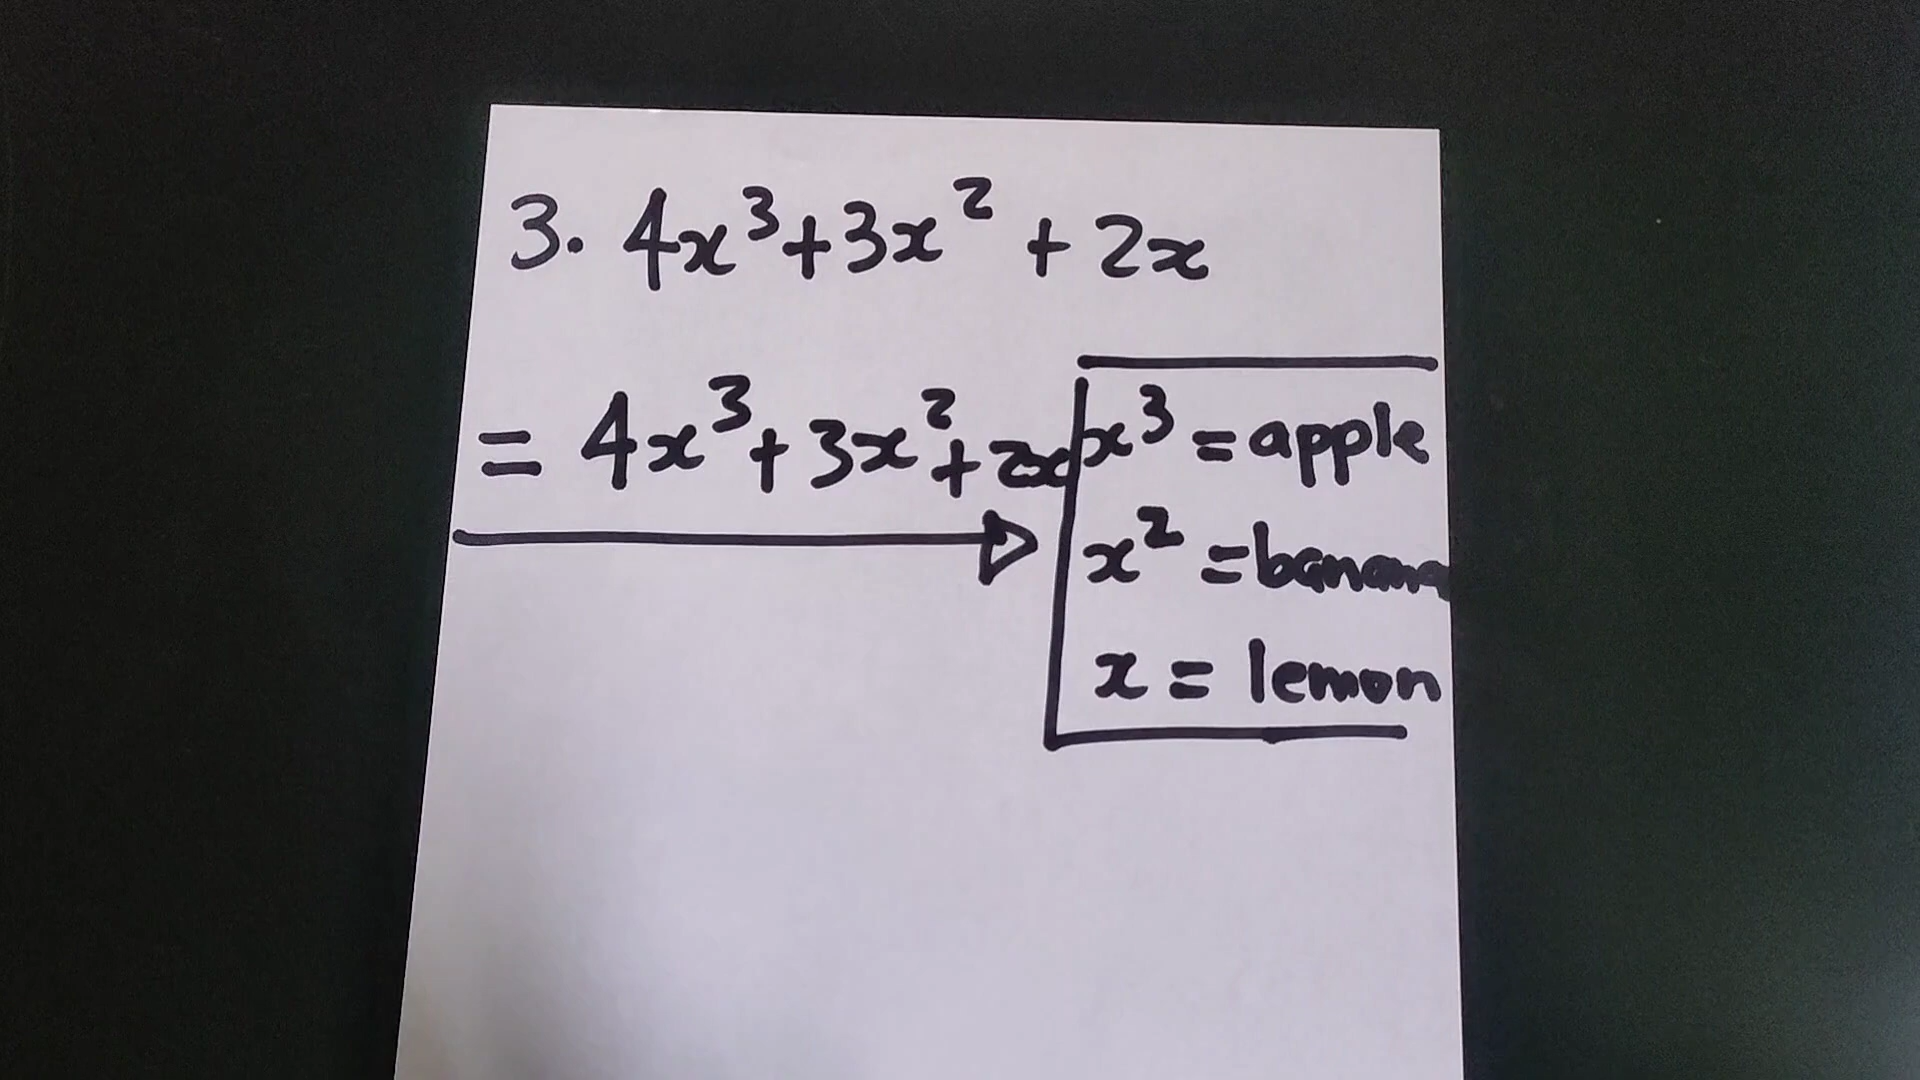 3. 4x³+3x² + 2x
= 4x³+3x²+2x
x³ = apple
x² = banana
x = lemon